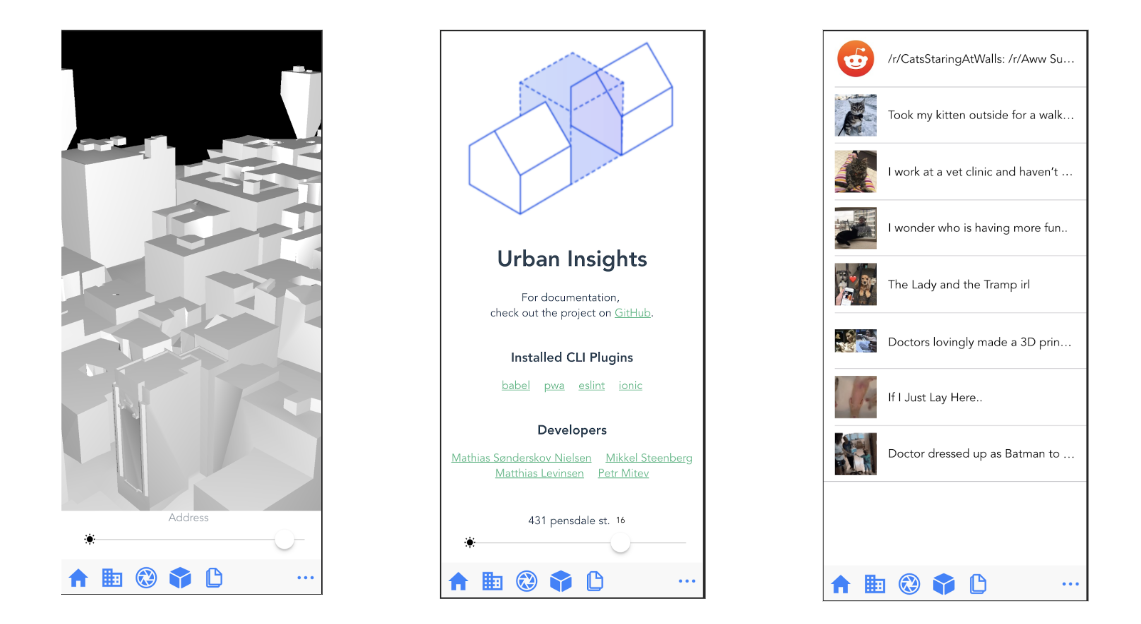 Address
Urban Insights
For documentation,
check out the project on GitHub.
Installed CLI Plugins
babel pwa eslint ionic
Developers
Mathias Sønderskov Nielsen Mikkel Steenberg
Matthias Levinsen Petr Mitev
431 pensdale st. 16
/r/CatsStaringAtWalls: /r/Aww Su...
Took my kitten outside for a walk...
I work at a vet clinic and haven't ...
I wonder who is having more fun..
The Lady and the Tramp irl
Doctors lovingly made a 3D prin...
If I Just Lay Here..
Doctor dressed up as Batman to ...